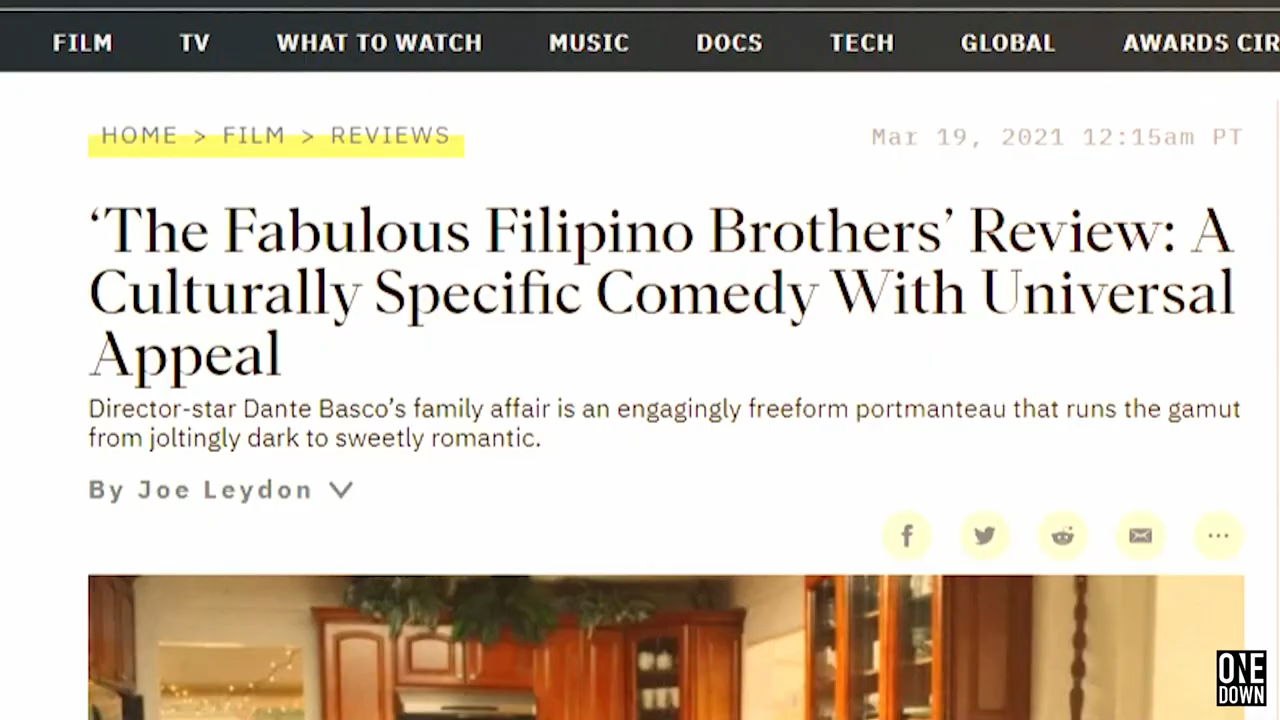 FILM TV WHAT TO WATCH MUSIC DOCS TECH GLOBAL AWARDS CIR
HOME > FILM > REVIEWS
Mar 19, 2021 12:15am PT
‘The Fabulous Filipino Brothers’ Review: A
Culturally Specific Comedy With Universal
Appeal
Director-star Dante Basco’s family affair is an engagingly freeform portmanteau that runs the gamut
from joltingly dark to sweetly romantic.
By Joe Leydon
ONE
DOWN